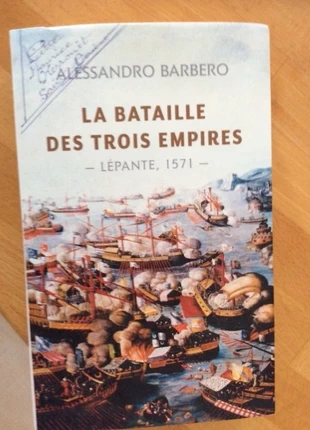 ALESSANDRO BARBERO
LA BATAILLE
DES TROIS EMPIRES
– LÉPANTE, 1571 –